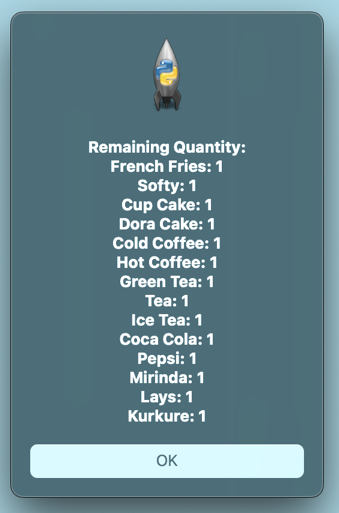 Remaining Quantity:
French Fries: 1
Softy: 1
Cup Cake: 1
Dora Cake: 1
Cold Coffee: 1
Hot Coffee: 1
Green Tea: 1
Tea: 1
Ice Tea: 1
Coca Cola: 1
Pepsi: 1
Mirinda: 1
Lays: 1
Kurkure: 1
OK